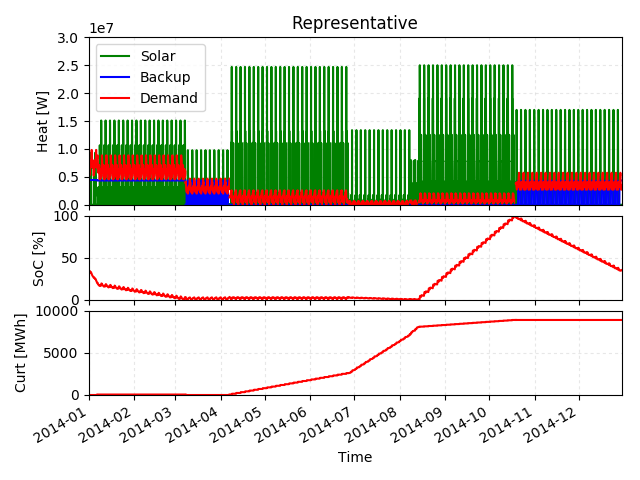 Representative
1e7
3.0
2.5
2.0
1.5
1.0
0.5
0.0
Heat [W]
Solar
Backup
Demand
100
50
0
SoC [%]
10000
5000
0
Curt [MWh]
2014-01
2014-02
2014-03
2014-04
2014-05
2014-06
2014-07
2014-08
2014-09
2014-10
2014-11
2014-12
Time